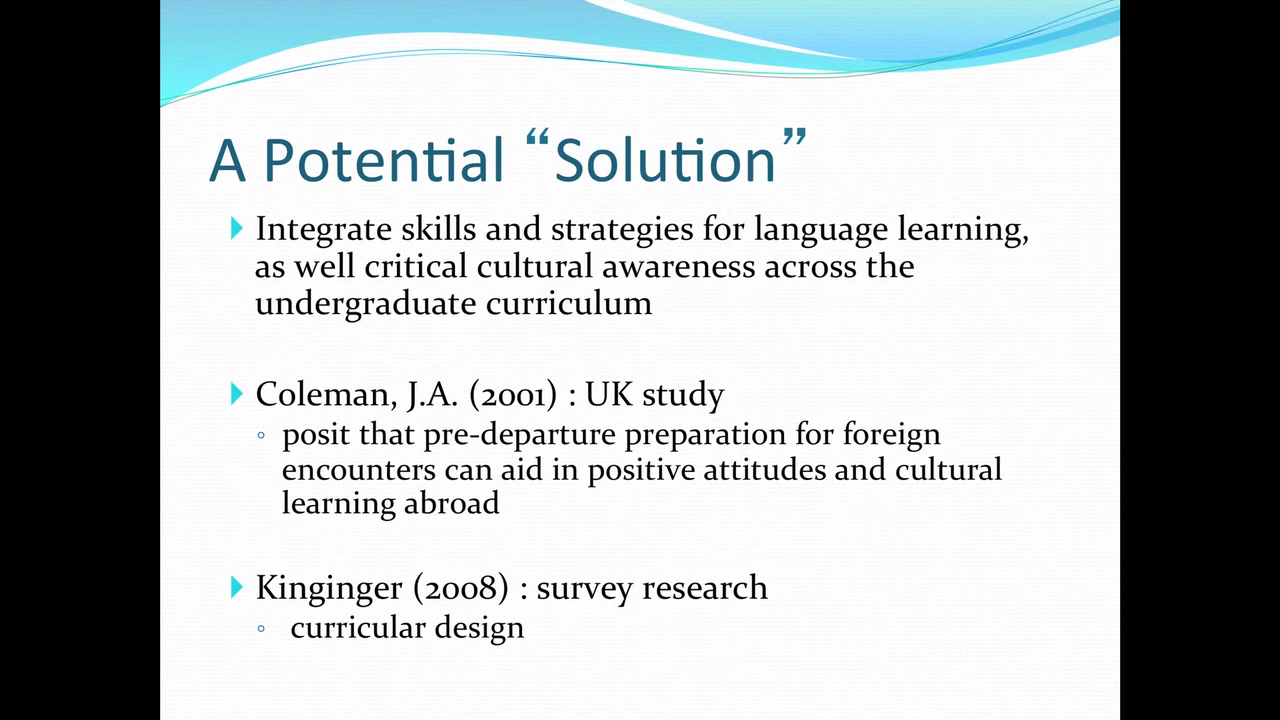 A Potential “Solution”
Integrate skills and strategies for language learning,
as well critical cultural awareness across the
undergraduate curriculum
Coleman, J.A. (2001) : UK study
posit that pre-departure preparation for foreign
encounters can aid in positive attitudes and cultural
learning abroad
Kinginger (2008) : survey research
curricular design